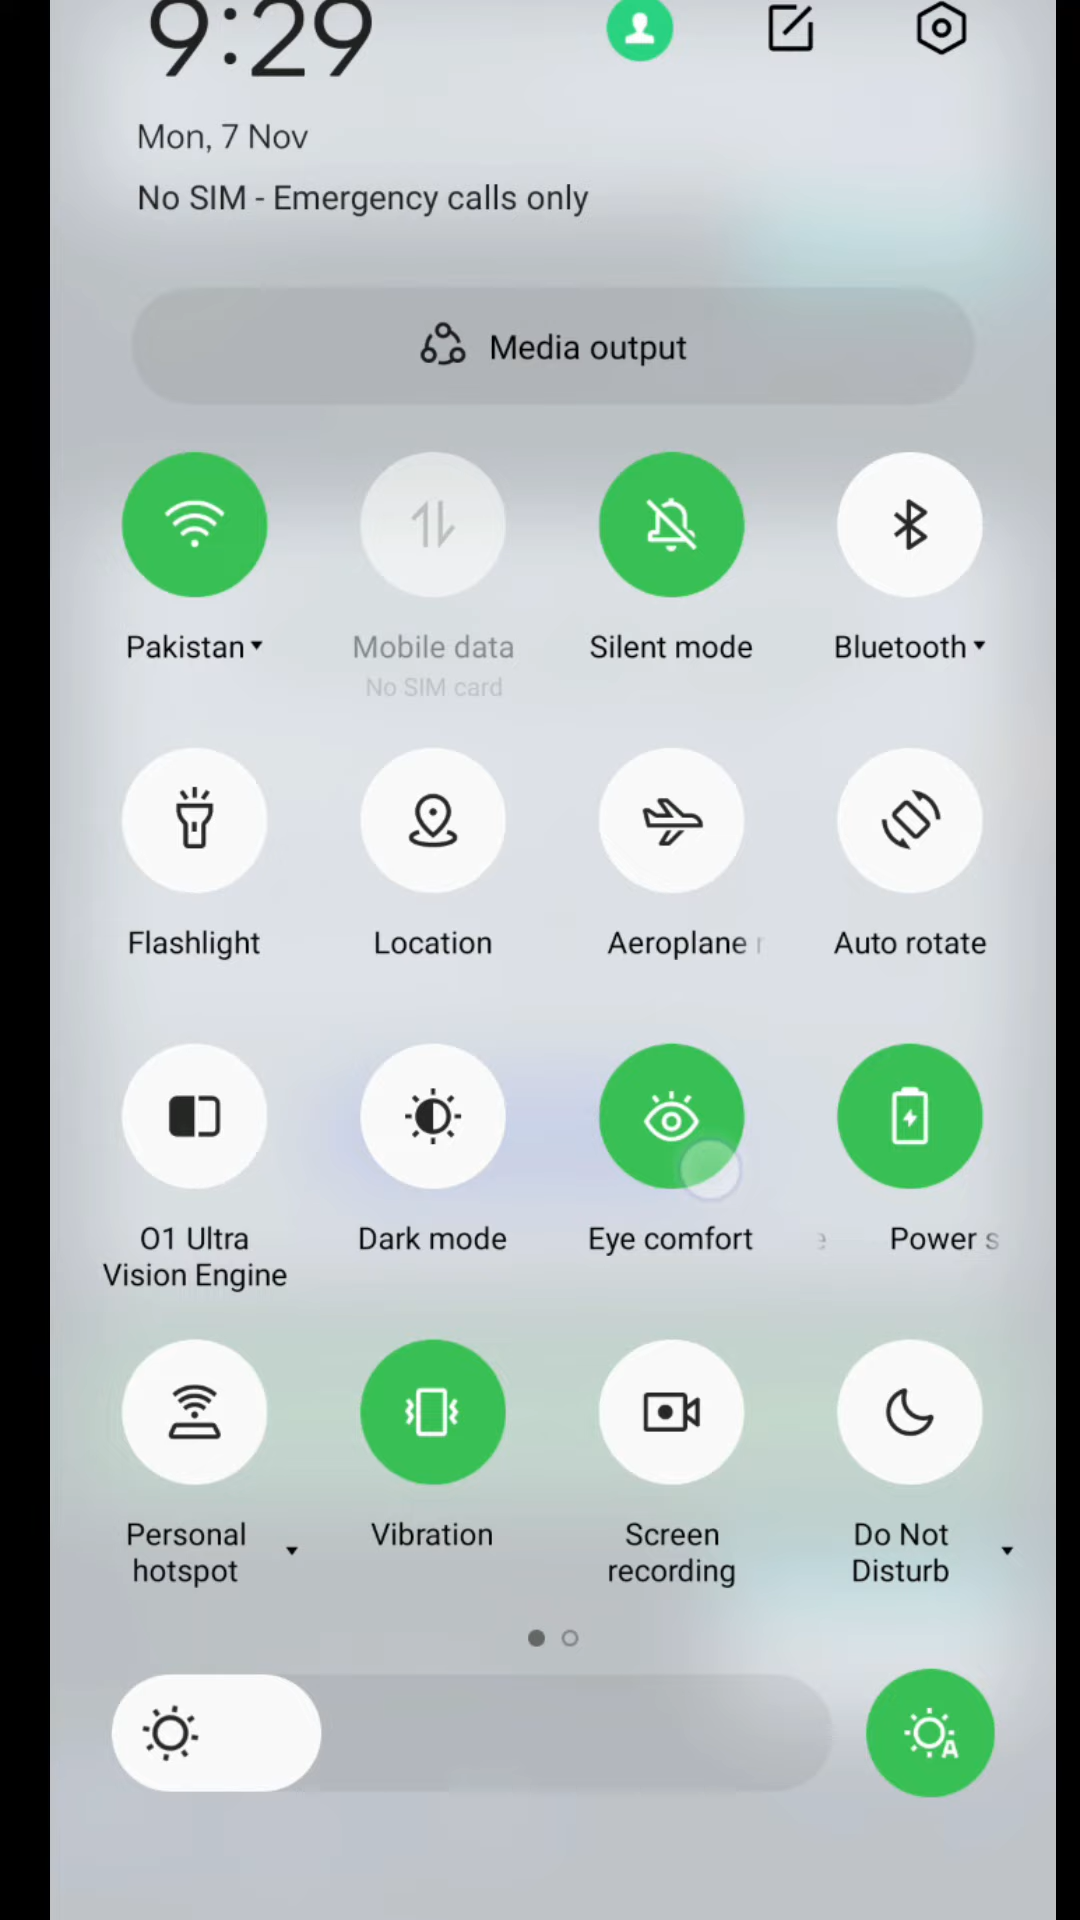 9:29
Mon, 7 Nov
No SIM - Emergency calls only
Media output
Pakistan
Mobile data
No SIM card
Silent mode
Bluetooth
Flashlight
Location
Aeroplane
Auto rotate
O1 Ultra
Vision Engine
Dark mode
Eye comfort
Power s
Personal
hotspot
Vibration
Screen
recording
Do Not
Disturb
A